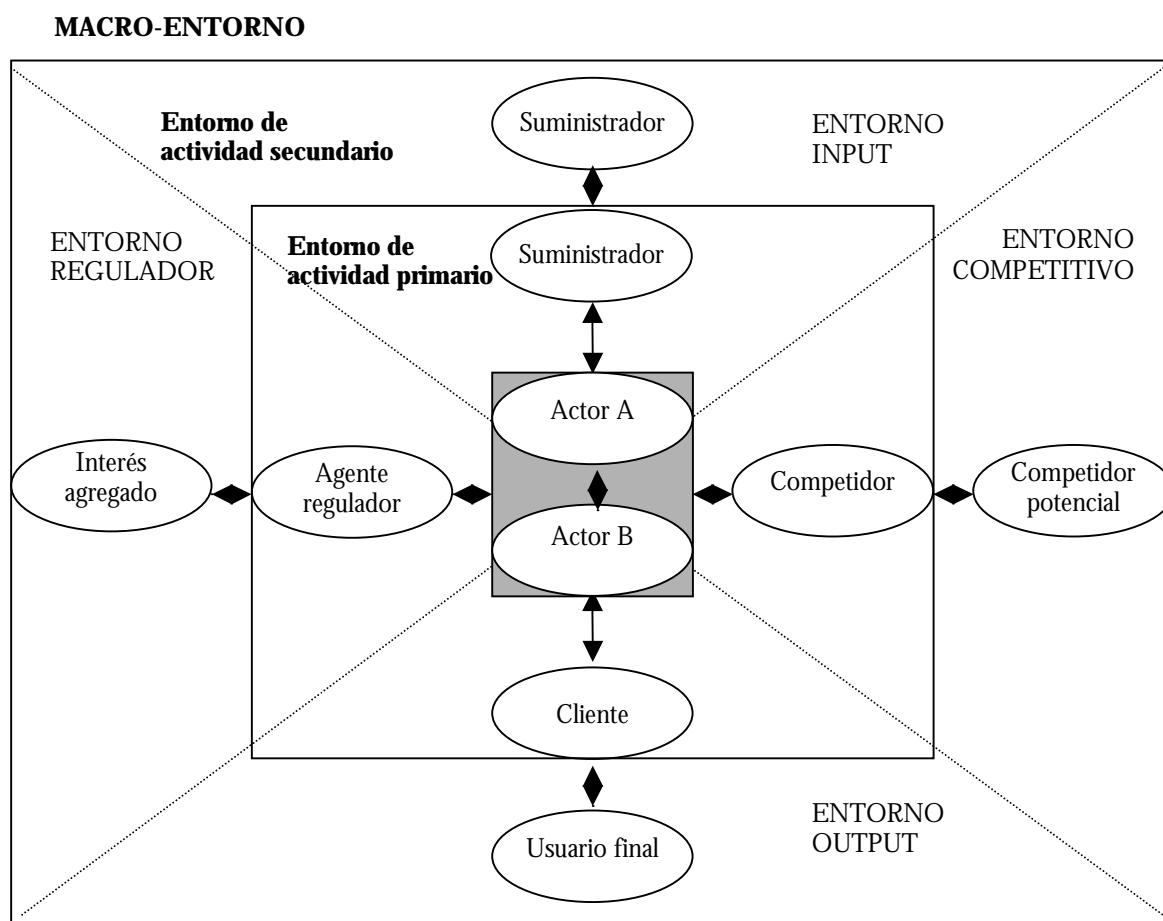 MACRO-ENTORNO
Entorno de
actividad secundario
Suministrador
ENTORNO
INPUT
ENTORNO
REGULADOR
Entorno de
actividad primario
Suministrador
ENTORNO
COMPETITIVO
Actor A
Interés
agregado
Agente
regulador
Competidor
Competidor
potencial
Actor B
Cliente
ENTORNO
OUTPUT
Usuario final